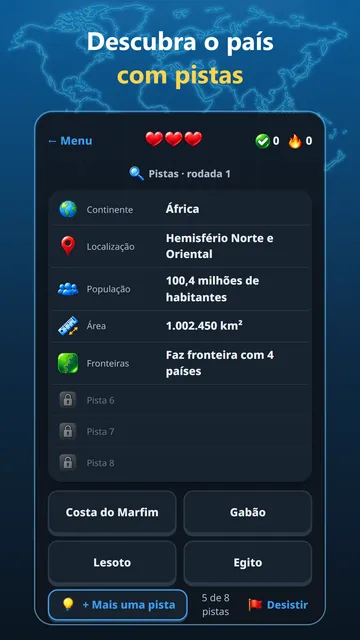 Descubra o país
com pistas
← Menu
0
0
Pistas · rodada 1
Continente
África
Localização
Hemisfério Norte e
Oriental
População
100,4 milhões de
habitantes
Área
1.002.450 km²
Fronteiras
Faz fronteira com 4
países
Pista 6
Pista 7
Pista 8
Costa do Marfim
Gabão
Lesoto
Egito
+ Mais uma pista
5 de 8
pistas
Desistir